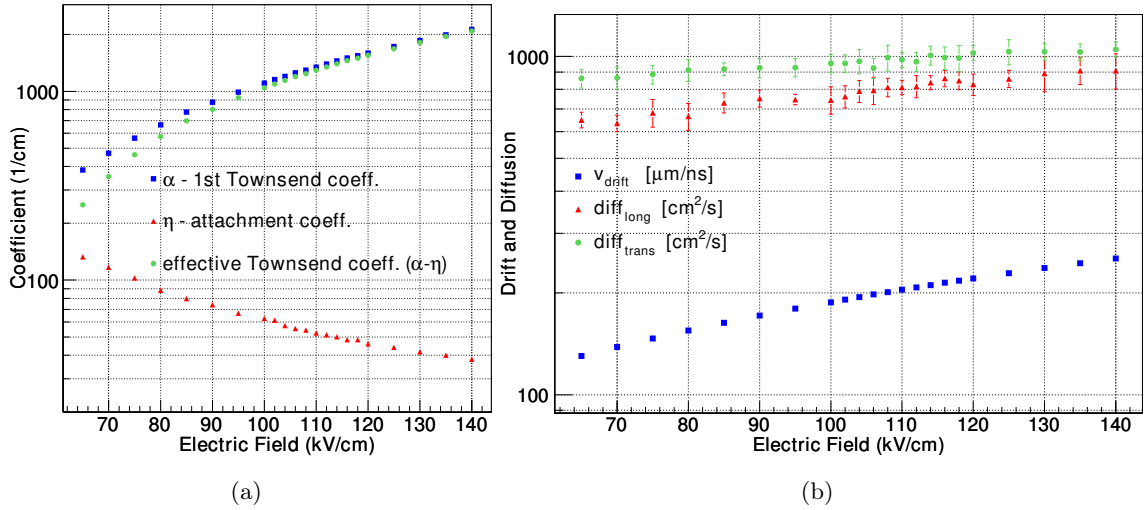 1000
100
Coefficient (1/cm)
α - 1st Townsend coeff.
η - attachment coeff.
effective Townsend coeff. (α-η)
70 80 90 100 110 120 130 140
Electric Field (kV/cm)
(a)
1000
100
Drift and Diffusion
v_drift [μm/ns]
diff_long [cm²/s]
diff_trans [cm²/s]
70 80 90 100 110 120 130 140
Electric Field (kV/cm)
(b)